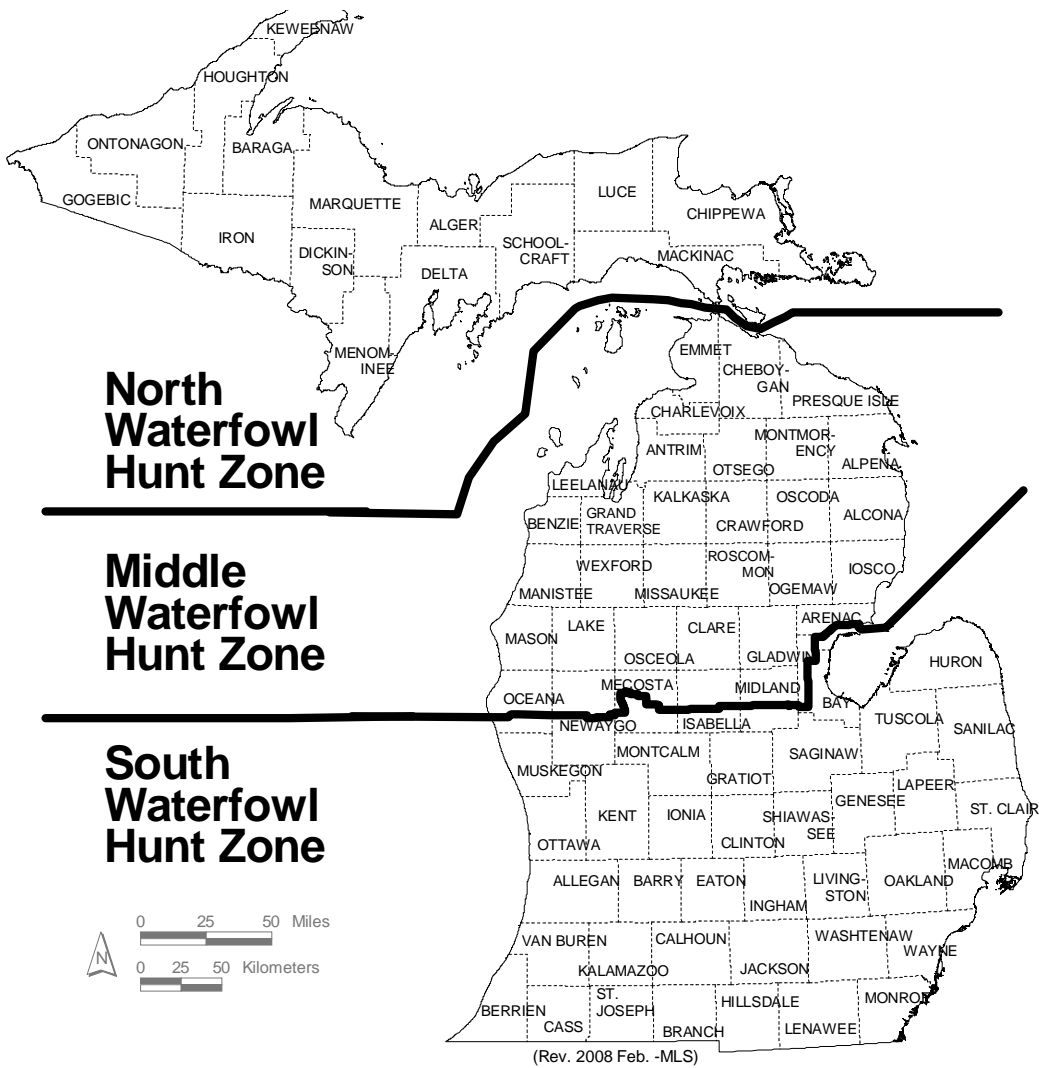 KEWEENAW
HOUGHTON
ONTONAGON
BARAGA
GOGEBIC
MARQUETTE
LUCE
CHIPPEWA
IRON
ALGER
DICKIN-
SON
SCHOOL-
CRAFT
MACKINAC
DELTA
MENOM-
INEE
North
Waterfowl
Hunt Zone
EMMET
CHEBOY-
GAN
PRESQUE ISLE
CHARLEVOIX
ANTRIM
MONTMOR-
ENCY
OTSEGO
ALPENA
LEELANAU
KALKASKA
OSCODA
BENZIE
GRAND
TRAVERSE
CRAWFORD
ALCONA
Middle
Waterfowl
Hunt Zone
WEXFORD
ROSCOM-
MON
IOSCO
MANISTEE
MISSAUKEE
OGEMAW
ARENAC
MASON
LAKE
CLARE
OSCEOLA
GLADWIN
HURON
OCEANA
MECOSTA
MIDLAND
BAY
NEWAYGO
ISABELLA
TUSCOLA
SANILAC
South
Waterfowl
Hunt Zone
MUSKEGON
MONTCALM
SAGINAW
GRATIOT
LAPEER
KENT
IONIA
GENESEE
ST. CLAIR
SHIAWAS-
SEE
OTTAWA
CLINTON
MACOMB
ALLEGAN
BARRY
EATON
LIVING-
STON
OAKLAND
INGHAM
0 25 50 Miles
N
0 25 50 Kilometers
VAN BUREN
CALHOUN
WASHTENAW
WAYNE
KALAMAZOO
JACKSON
BERRIEN
ST.
JOSEPH
HILLSDALE
MONROE
CASS
BRANCH
LENAWEE
(Rev. 2008 Feb. -MLS)